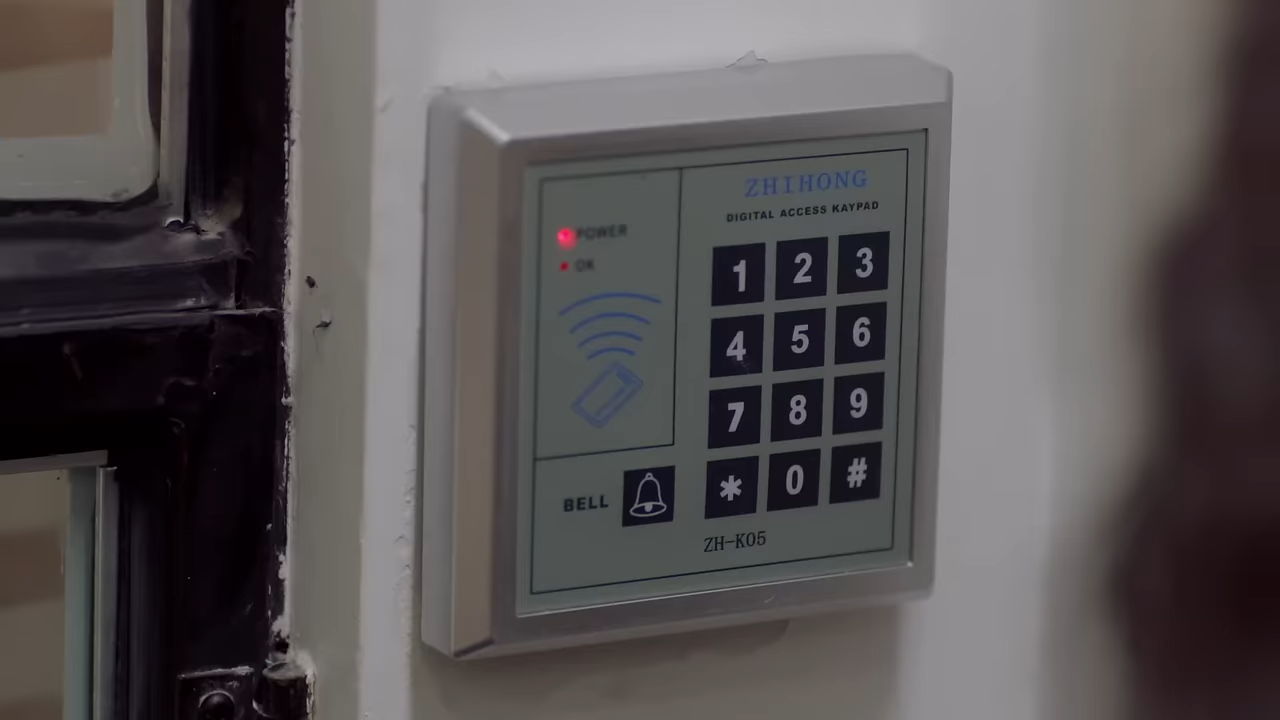 ZHIHONG
DIGITAL ACCESS KAYPAD
POWER
OK
1 2 3
4 5 6
7 8 9
* 0 #
BELL
ZH-K05